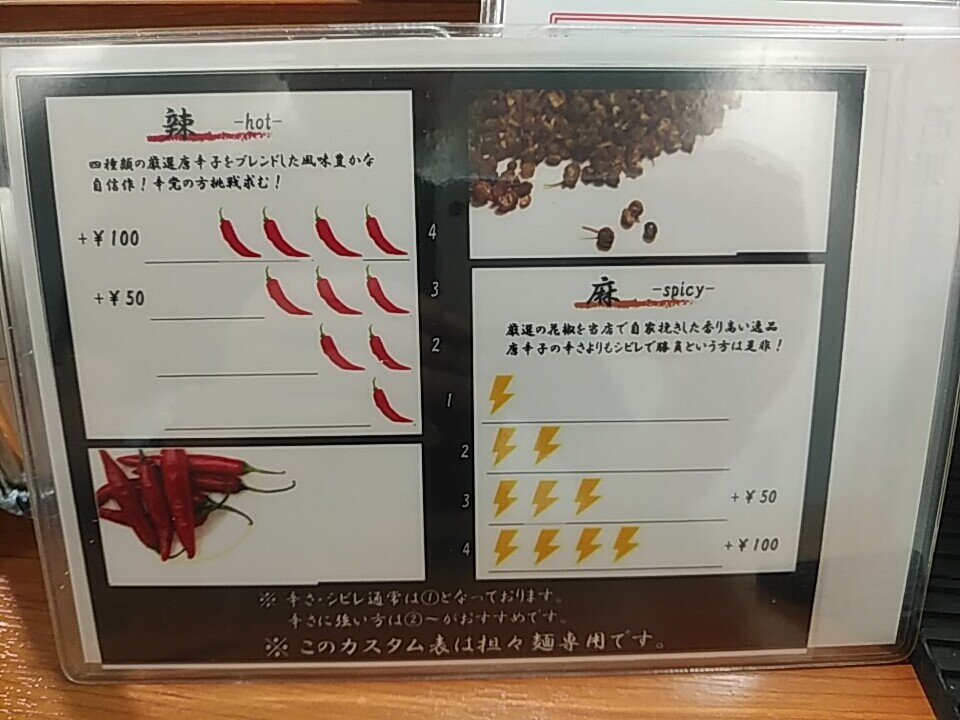 辣 -hot-
四種類の厳選唐辛子をブレンドした風味豊かな
自信作！辛党の方挑戦求む！
+¥100
4
+¥50
3
2
1
麻 -spicy-
厳選の花椒を当店で自家挽きした香り高い逸品
唐辛子の辛さよりもシビレで勝負という方は是非！
1
2
3
+¥50
4
+¥100
※ 辛さ・シビレ通常は①となっております。
辛さに強い方は②～がおすすめです。
※ このカスタム表は担々麺専用です。